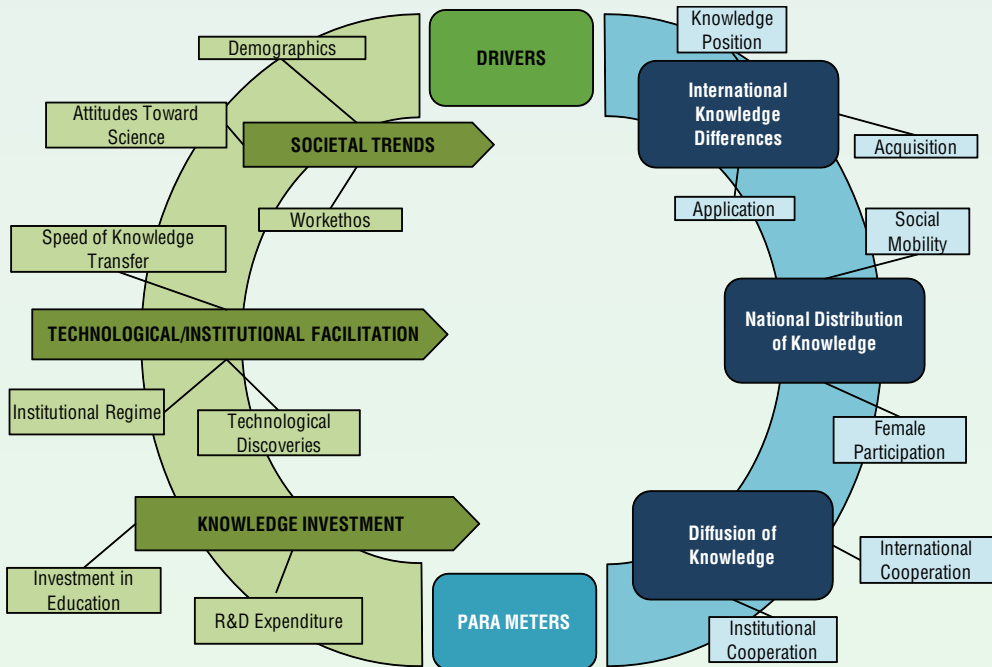 Demographics
DRIVERS
Knowledge
Position
Attitudes Toward
Science
SOCIETAL TRENDS
International
Knowledge
Differences
Acquisition
Workethos
Application
Social
Mobility
Speed of Knowledge
Transfer
TECHNOLOGICAL/INSTITUTIONAL FACILITATION
National Distribution
of Knowledge
Institutional Regime
Technological
Discoveries
Female
Participation
KNOWLEDGE INVESTMENT
Diffusion of
Knowledge
International
Cooperation
Investment in
Education
R&D Expenditure
PARA METERS
Institutional
Cooperation